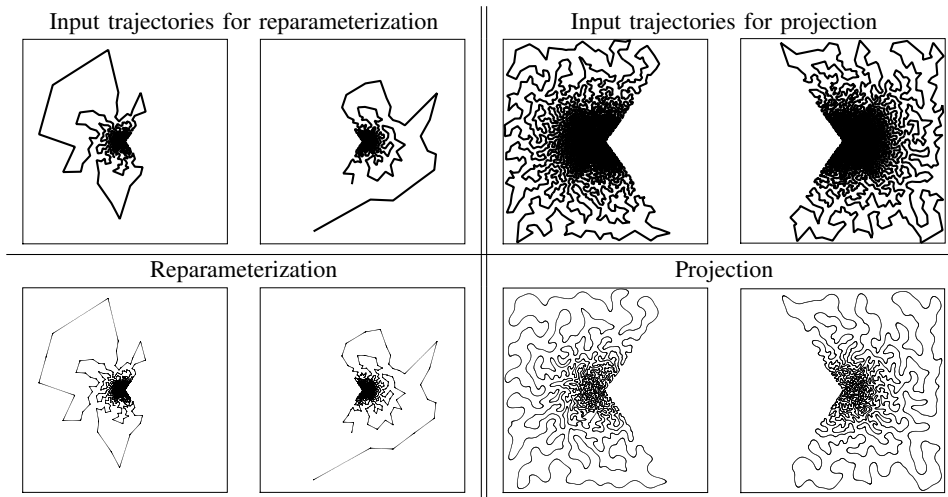 Input trajectories for reparameterization
Input trajectories for projection
Reparameterization
Projection